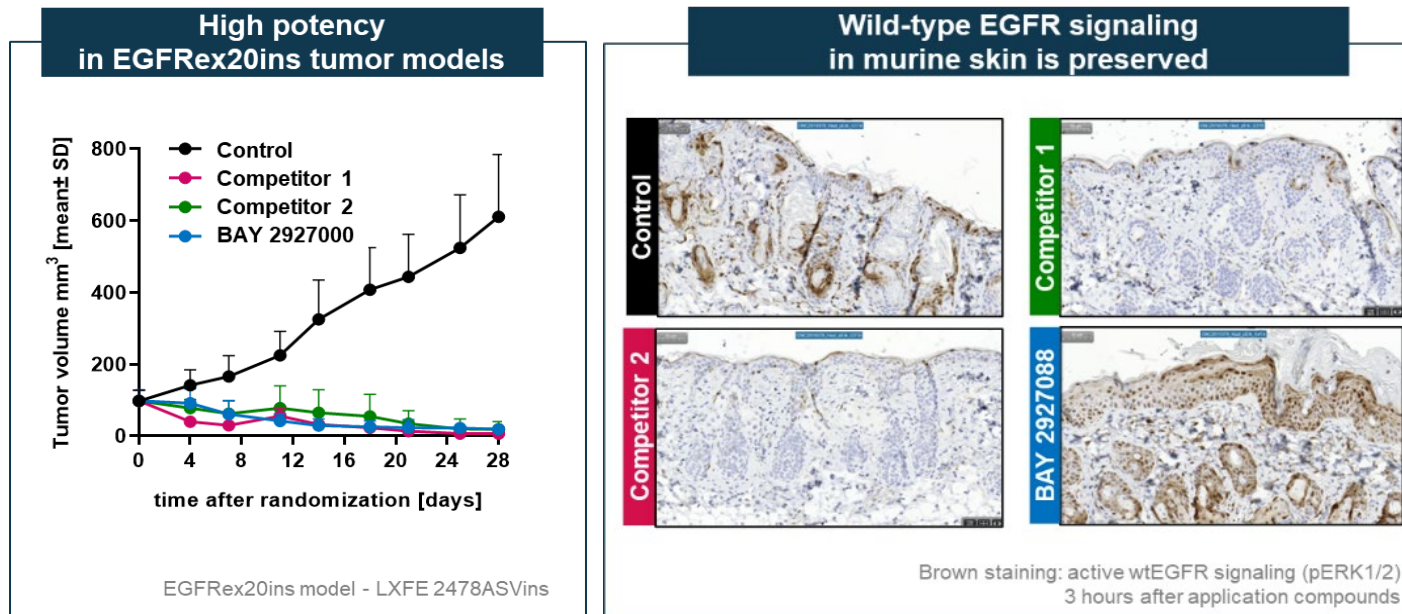 High potency
in EGFRex20ins tumor models
Control
Competitor 1
Competitor 2
BAY 2927000
Tumor volume mm³ [mean± SD]
800
600
400
200
0
0 4 8 12 16 20 24 28
time after randomization [days]
EGFRex20ins model - LXFE 2478ASVins
Wild-type EGFR signaling
in murine skin is preserved
Control
Competitor 1
Competitor 2
BAY 2927088
Brown staining: active wtEGFR signaling (pERK1/2)
3 hours after application compounds